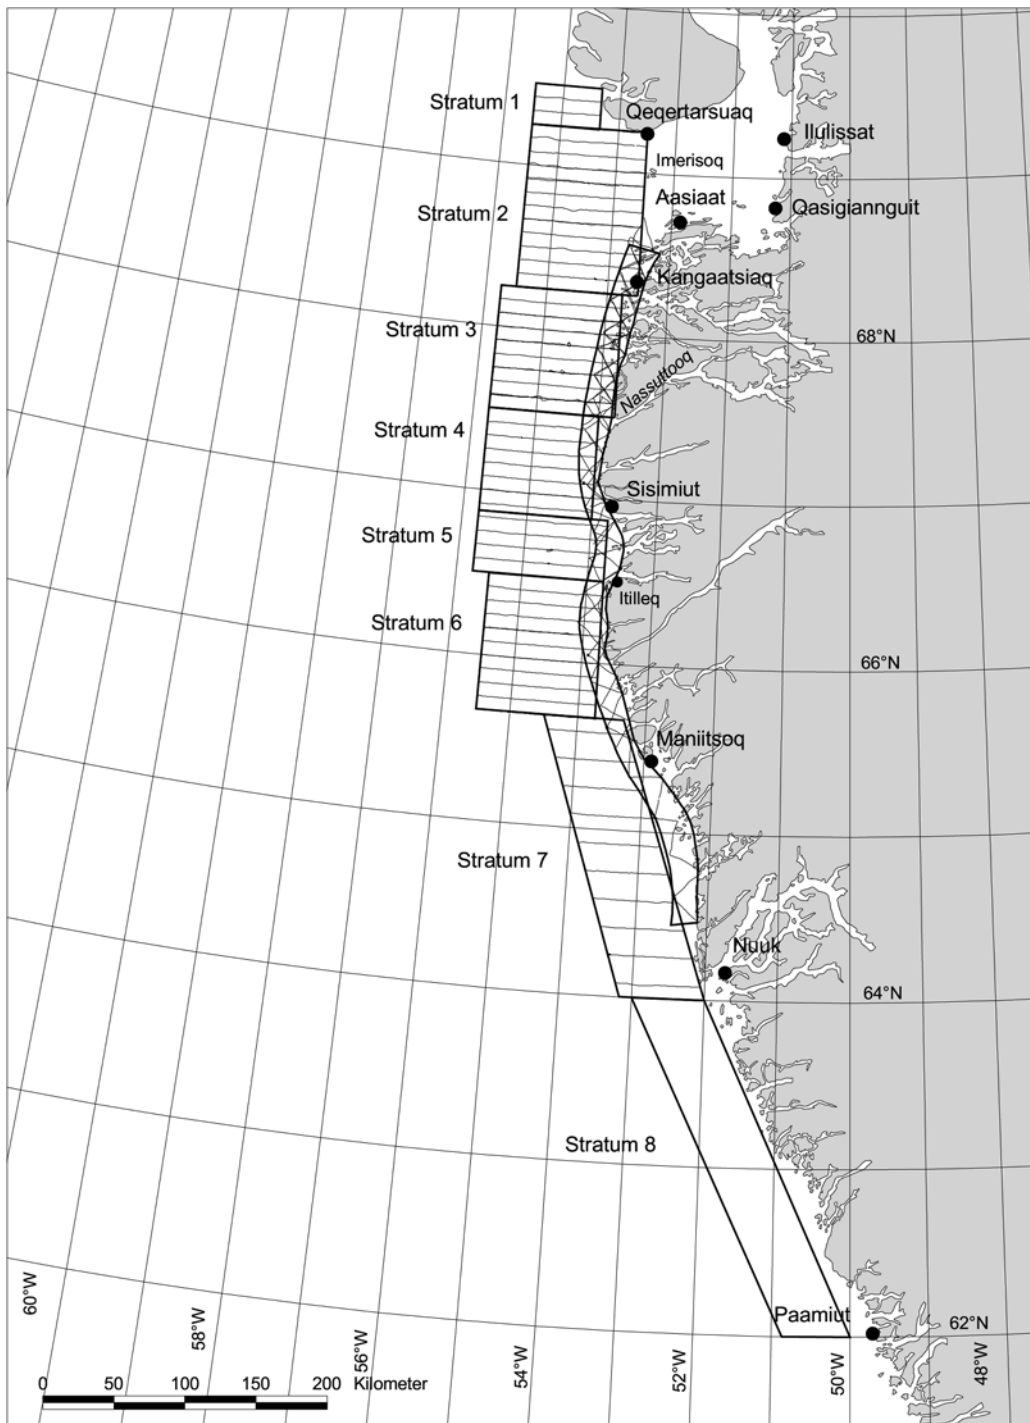 Stratum 1
Qeqertarsuaq
Ilulissat
Imerisoq
Aasiaat
Qasigiannguit
Stratum 2
Kangaatsiaq
Stratum 3
68°N
Nassuttooq
Stratum 4
Sisimiut
Stratum 5
Itilleq
Stratum 6
66°N
Maniitsoq
Stratum 7
Nuuk
64°N
Stratum 8
Paamiut
62°N
60°W
58°W
56°W
54°W
52°W
50°W
48°W
0 50 100 150 200 Kilometer